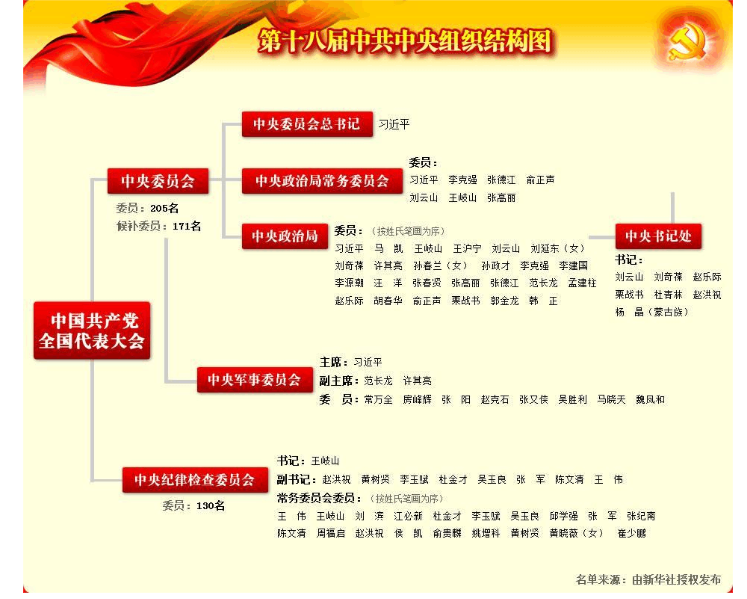 第十八届中共中央组织结构图
中央委员会总书记 习近平
中央委员会
委员：205名
候补委员：171名
中央政治局常务委员会
委员：
习近平 李克强 张德江 俞正声
刘云山 王岐山 张高丽
中央政治局
委员：（按姓氏笔画为序）
习近平 马 凯 王岐山 王沪宁 刘云山 刘延东（女）
刘奇葆 许其亮 孙春兰（女） 孙政才 李克强 李建国
李源潮 汪 洋 张春贤 张高丽 张德江 范长龙 孟建柱
赵乐际 胡春华 俞正声 栗战书 郭金龙 韩 正
中央书记处
书记：
刘云山 刘奇葆 赵乐际
栗战书 杜青林 赵洪祝
杨 晶（蒙古族）
中国共产党
全国代表大会
中央军事委员会
主席：习近平
副主席：范长龙 许其亮
委 员：常万全 房峰辉 张 阳 赵克石 张又侠 吴胜利 马晓天 魏凤和
中央纪律检查委员会
委员：130名
书记：王岐山
副书记：赵洪祝 黄树贤 李玉赋 杜金才 吴玉良 张 军 陈文清 王 伟
常务委员会委员：（按姓氏笔画为序）
王 伟 王岐山 刘 滨 江必新 杜金才 李玉赋 吴玉良 邱学强 张 军 张纪南
陈文清 周福启 赵洪祝 侯 凯 俞贵麟 姚增科 黄树贤 黄晓薇（女） 崔少鹏
名单来源：由新华社授权发布